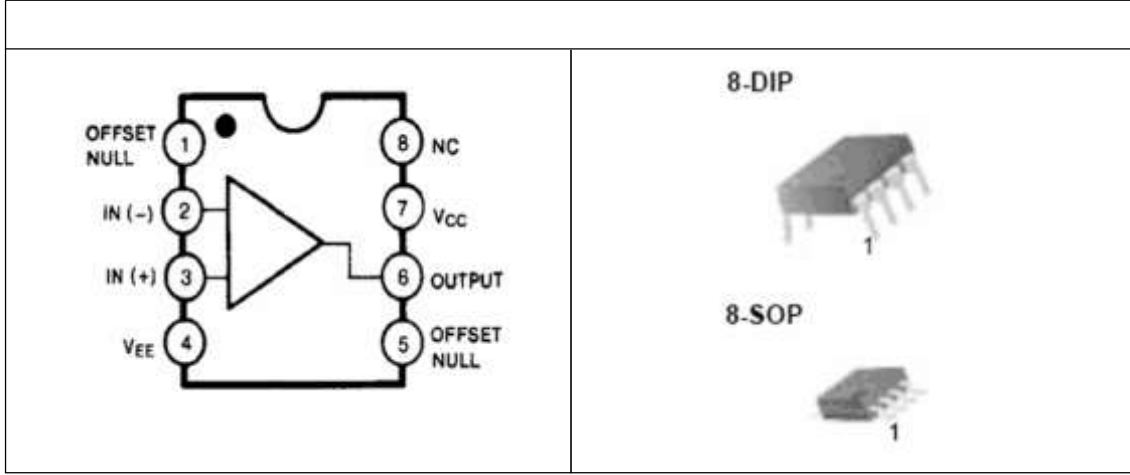 OFFSET
NULL
1
IN (-)
2
IN (+)
3
VEE
4
8
NC
7
VCC
6
OUTPUT
5
OFFSET
NULL
8-DIP
1
8-SOP
1